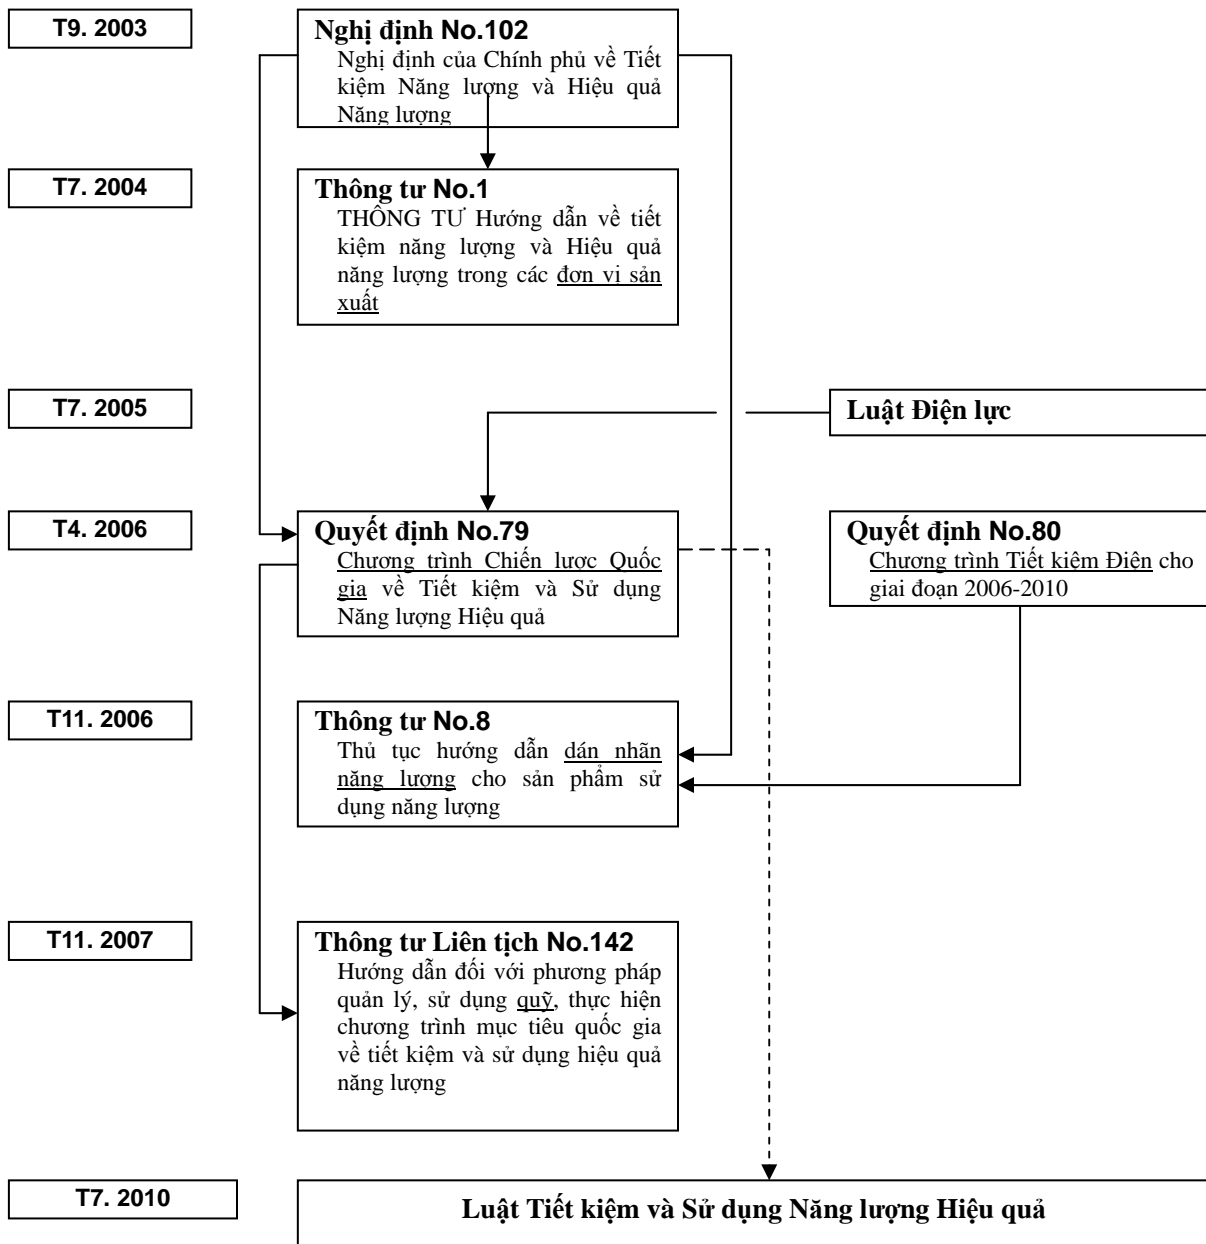 T9. 2003
Nghị định No.102
Nghị định của Chính phủ về Tiết
kiệm Năng lượng và Hiệu quả
Năng lượng
T7. 2004
Thông tư No.1
THÔNG TƯ Hướng dẫn về tiết
kiệm năng lượng và Hiệu quả
năng lượng trong các đơn vị sản
xuất
T7. 2005
Luật Điện lực
T4. 2006
Quyết định No.79
Chương trình Chiến lược Quốc
gia về Tiết kiệm và Sử dụng
Năng lượng Hiệu quả
Quyết định No.80
Chương trình Tiết kiệm Điện cho
giai đoạn 2006-2010
T11. 2006
Thông tư No.8
Thủ tục hướng dẫn dán nhãn
năng lượng cho sản phẩm sử
dụng năng lượng
T11. 2007
Thông tư Liên tịch No.142
Hướng dẫn đối với phương pháp
quản lý, sử dụng quỹ, thực hiện
chương trình mục tiêu quốc gia
về tiết kiệm và sử dụng hiệu quả
năng lượng
T7. 2010
Luật Tiết kiệm và Sử dụng Năng lượng Hiệu quả